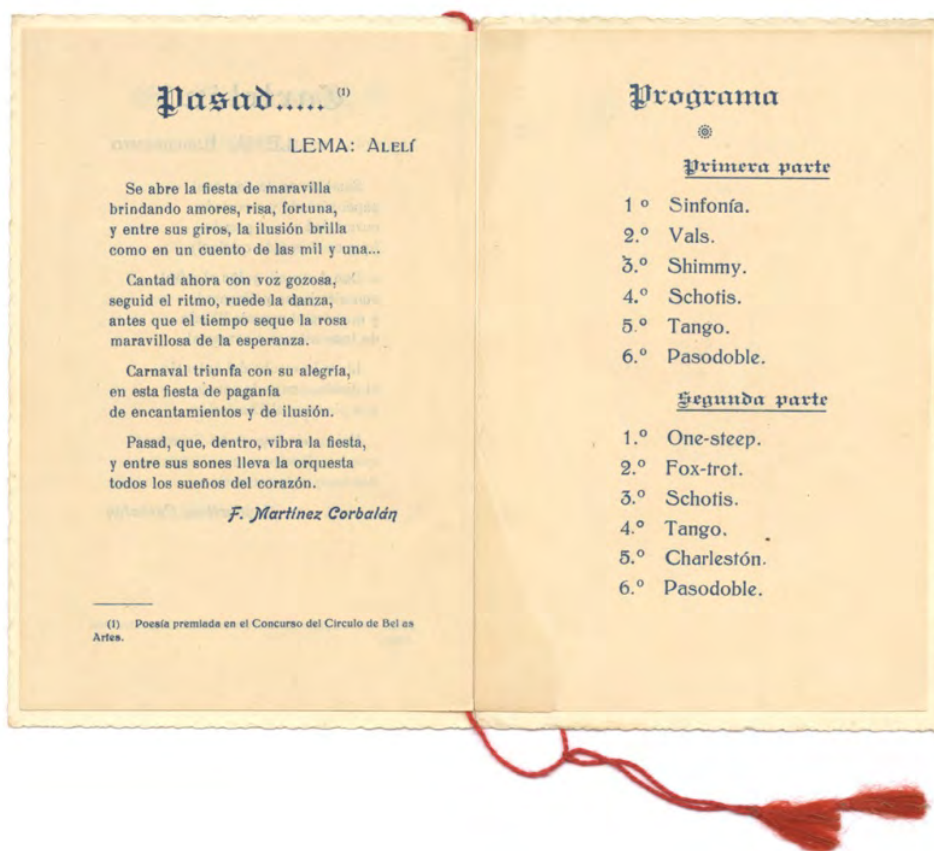 Pasad..... (1)
LEMA: ALELÍ
Se abre la fiesta de maravilla
brindando amores, risa, fortuna,
y entre sus giros, la ilusión brilla
como en un cuento de las mil y una...
Cantad ahora con voz gozosa,
seguid el ritmo, ruede la danza,
antes que el tiempo seque la rosa
maravillosa de la esperanza.
Carnaval triunfa con su alegría,
en esta fiesta de paganía
de encantamientos y de ilusión.
Pasad, que, dentro, vibra la fiesta,
y entre sus sones lleva la orquesta
todos los sueños del corazón.
F. Martínez Corbalán
(1) Poesía premiada en el Concurso del Circulo de Bel as
Artes.
Programa
Primera parte
1 º Sinfonía.
2.º Vals.
3.º Shimmy.
4.º Schotis.
5.º Tango.
6.º Pasodoble.
Segunda parte
1.º One-steep.
2.º Fox-trot.
3.º Schotis.
4.º Tango.
5.º Charlestón.
6.º Pasodoble.